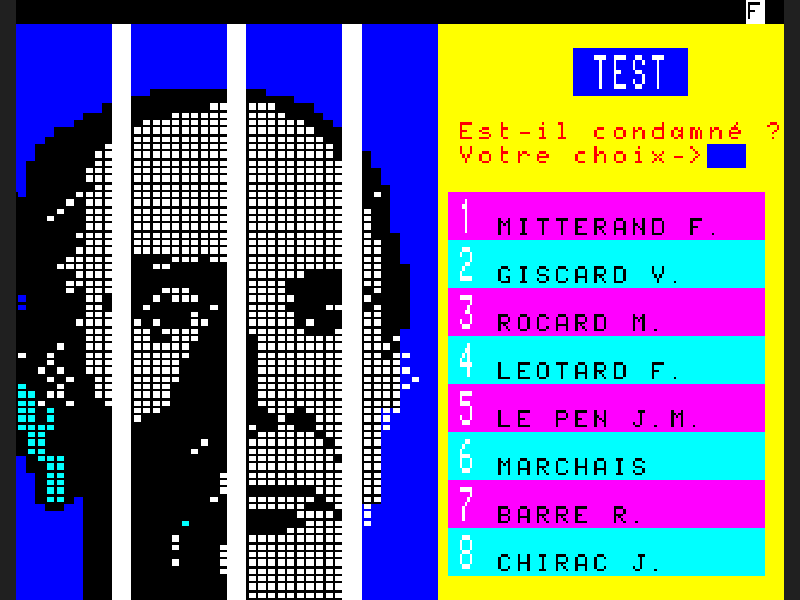 F
TEST
Est-il condamné ?
Votre choix->
1 MITTERAND F.
2 GISCARD V.
3 ROCARD M.
4 LEOTARD F.
5 LE PEN J.M.
6 MARCHAIS
7 BARRE R.
8 CHIRAC J.